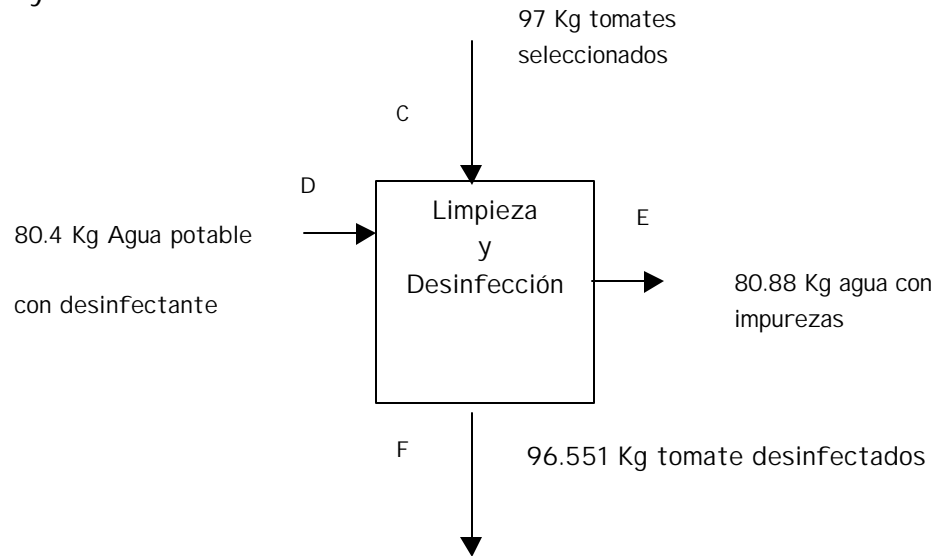 97 Kg tomates
seleccionados
C
D
80.4 Kg Agua potable
con desinfectante
Limpieza
y
Desinfección
E
80.88 Kg agua con
impurezas
F
96.551 Kg tomate desinfectados